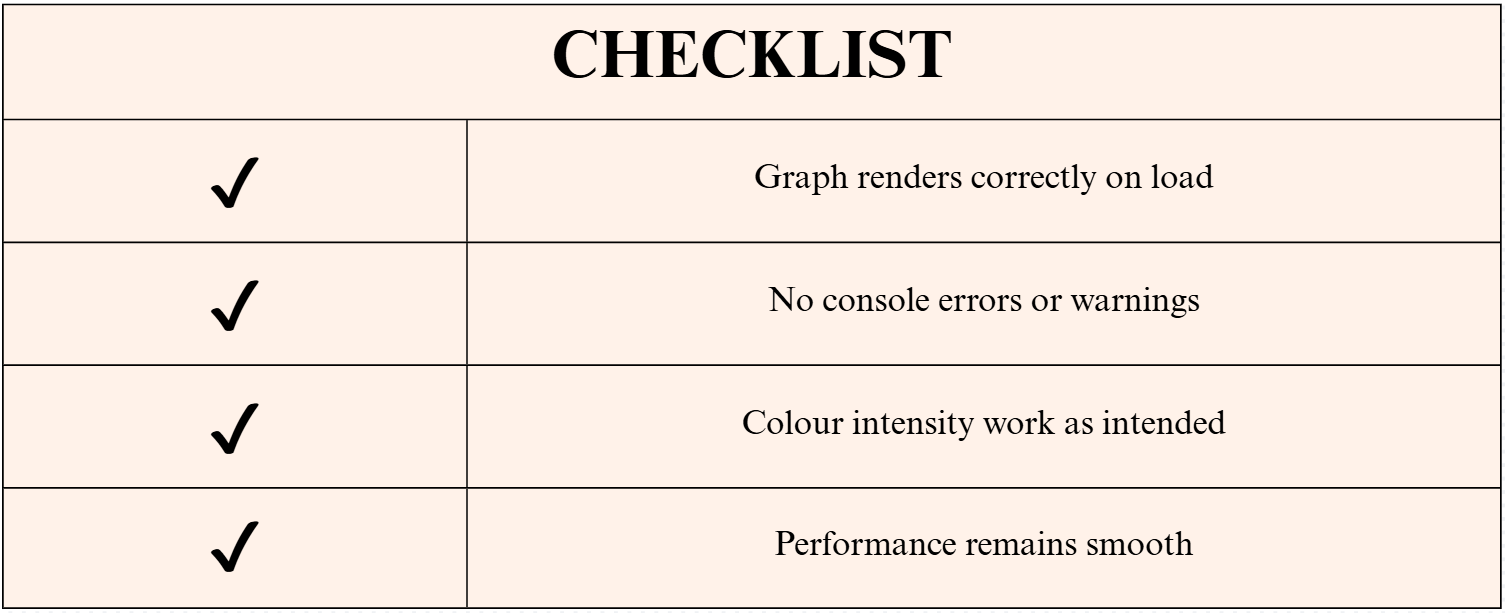 CHECKLIST
✓ Graph renders correctly on load
✓ No console errors or warnings
✓ Colour intensity work as intended
✓ Performance remains smooth